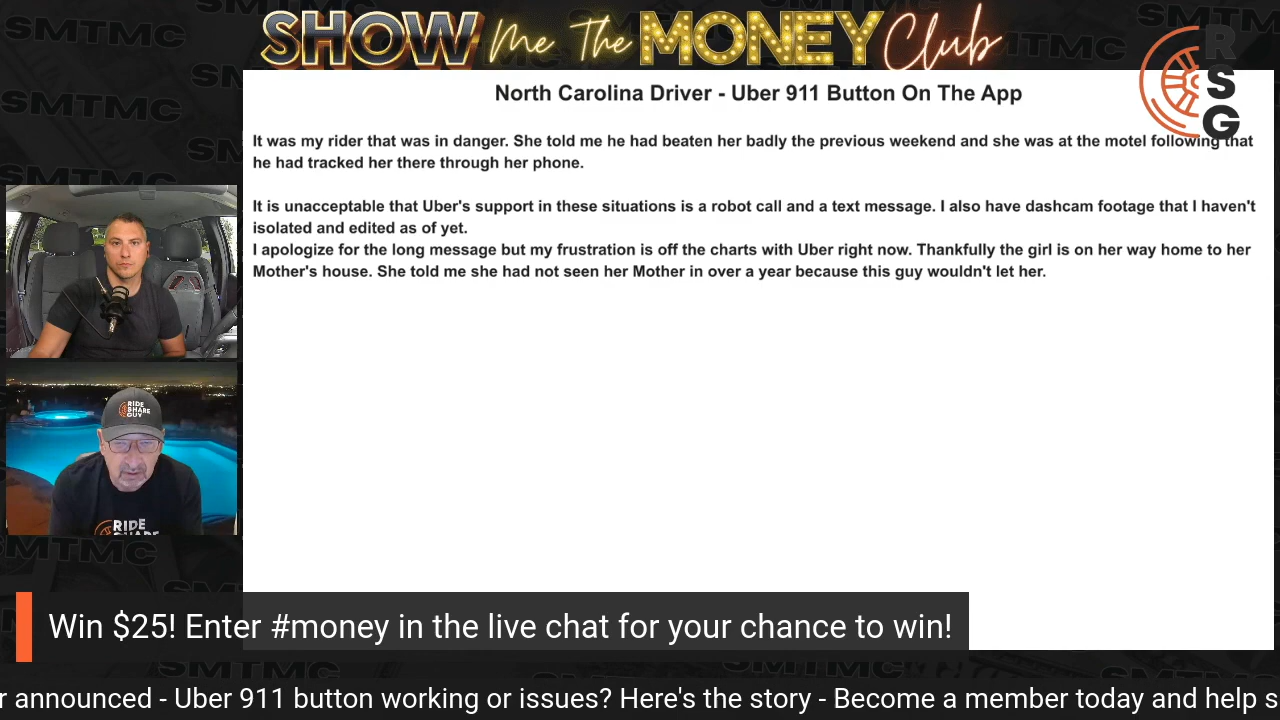 SHOW Me The MONEY Club
RSG
North Carolina Driver - Uber 911 Button On The App
It was my rider that was in danger. She told me he had beaten her badly the previous weekend and she was at the motel following that
he had tracked her there through her phone.
It is unacceptable that Uber's support in these situations is a robot call and a text message. I also have dashcam footage that I haven't
isolated and edited as of yet.
I apologize for the long message but my frustration is off the charts with Uber right now. Thankfully the girl is on her way home to her
Mother's house. She told me she had not seen her Mother in over a year because this guy wouldn't let her.
RIDE
SHARE
GUY
RIDE
SHARE
SMTMC
SMTMC
SMTMC
SMTMC
SMTMC
Win $25! Enter #money in the live chat for your chance to win!
r announced - Uber 911 button working or issues? Here's the story - Become a member today and help s